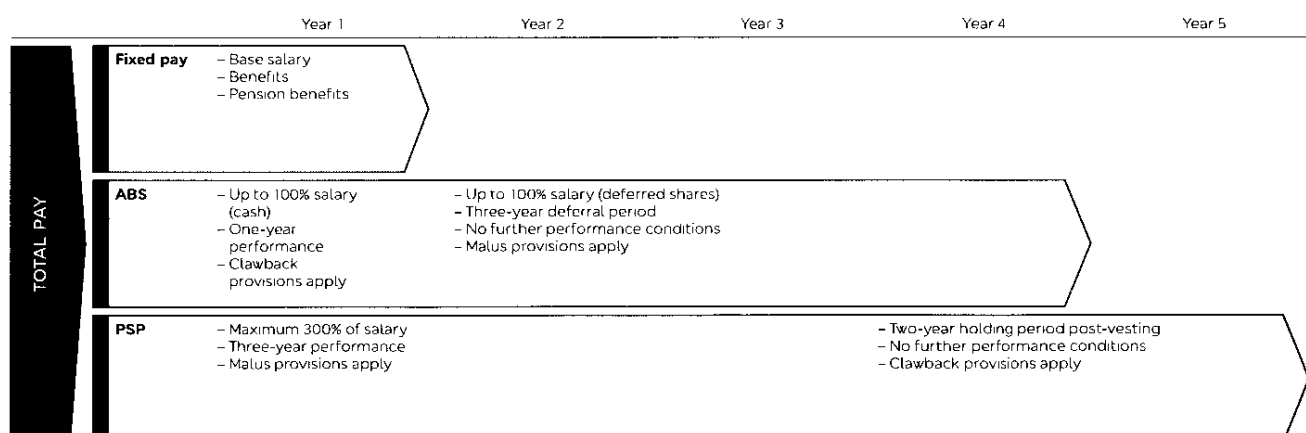 Year 1 Year 2 Year 3 Year 4 Year 5
TOTAL PAY
Fixed pay – Base salary
– Benefits
– Pension benefits
ABS – Up to 100% salary
(cash)
– One-year
performance
– Clawback
provisions apply
– Up to 100% salary (deferred shares)
– Three-year deferral period
– No further performance conditions
– Malus provisions apply
PSP – Maximum 300% of salary
– Three-year performance
– Malus provisions apply
– Two-year holding period post-vesting
– No further performance conditions
– Clawback provisions apply